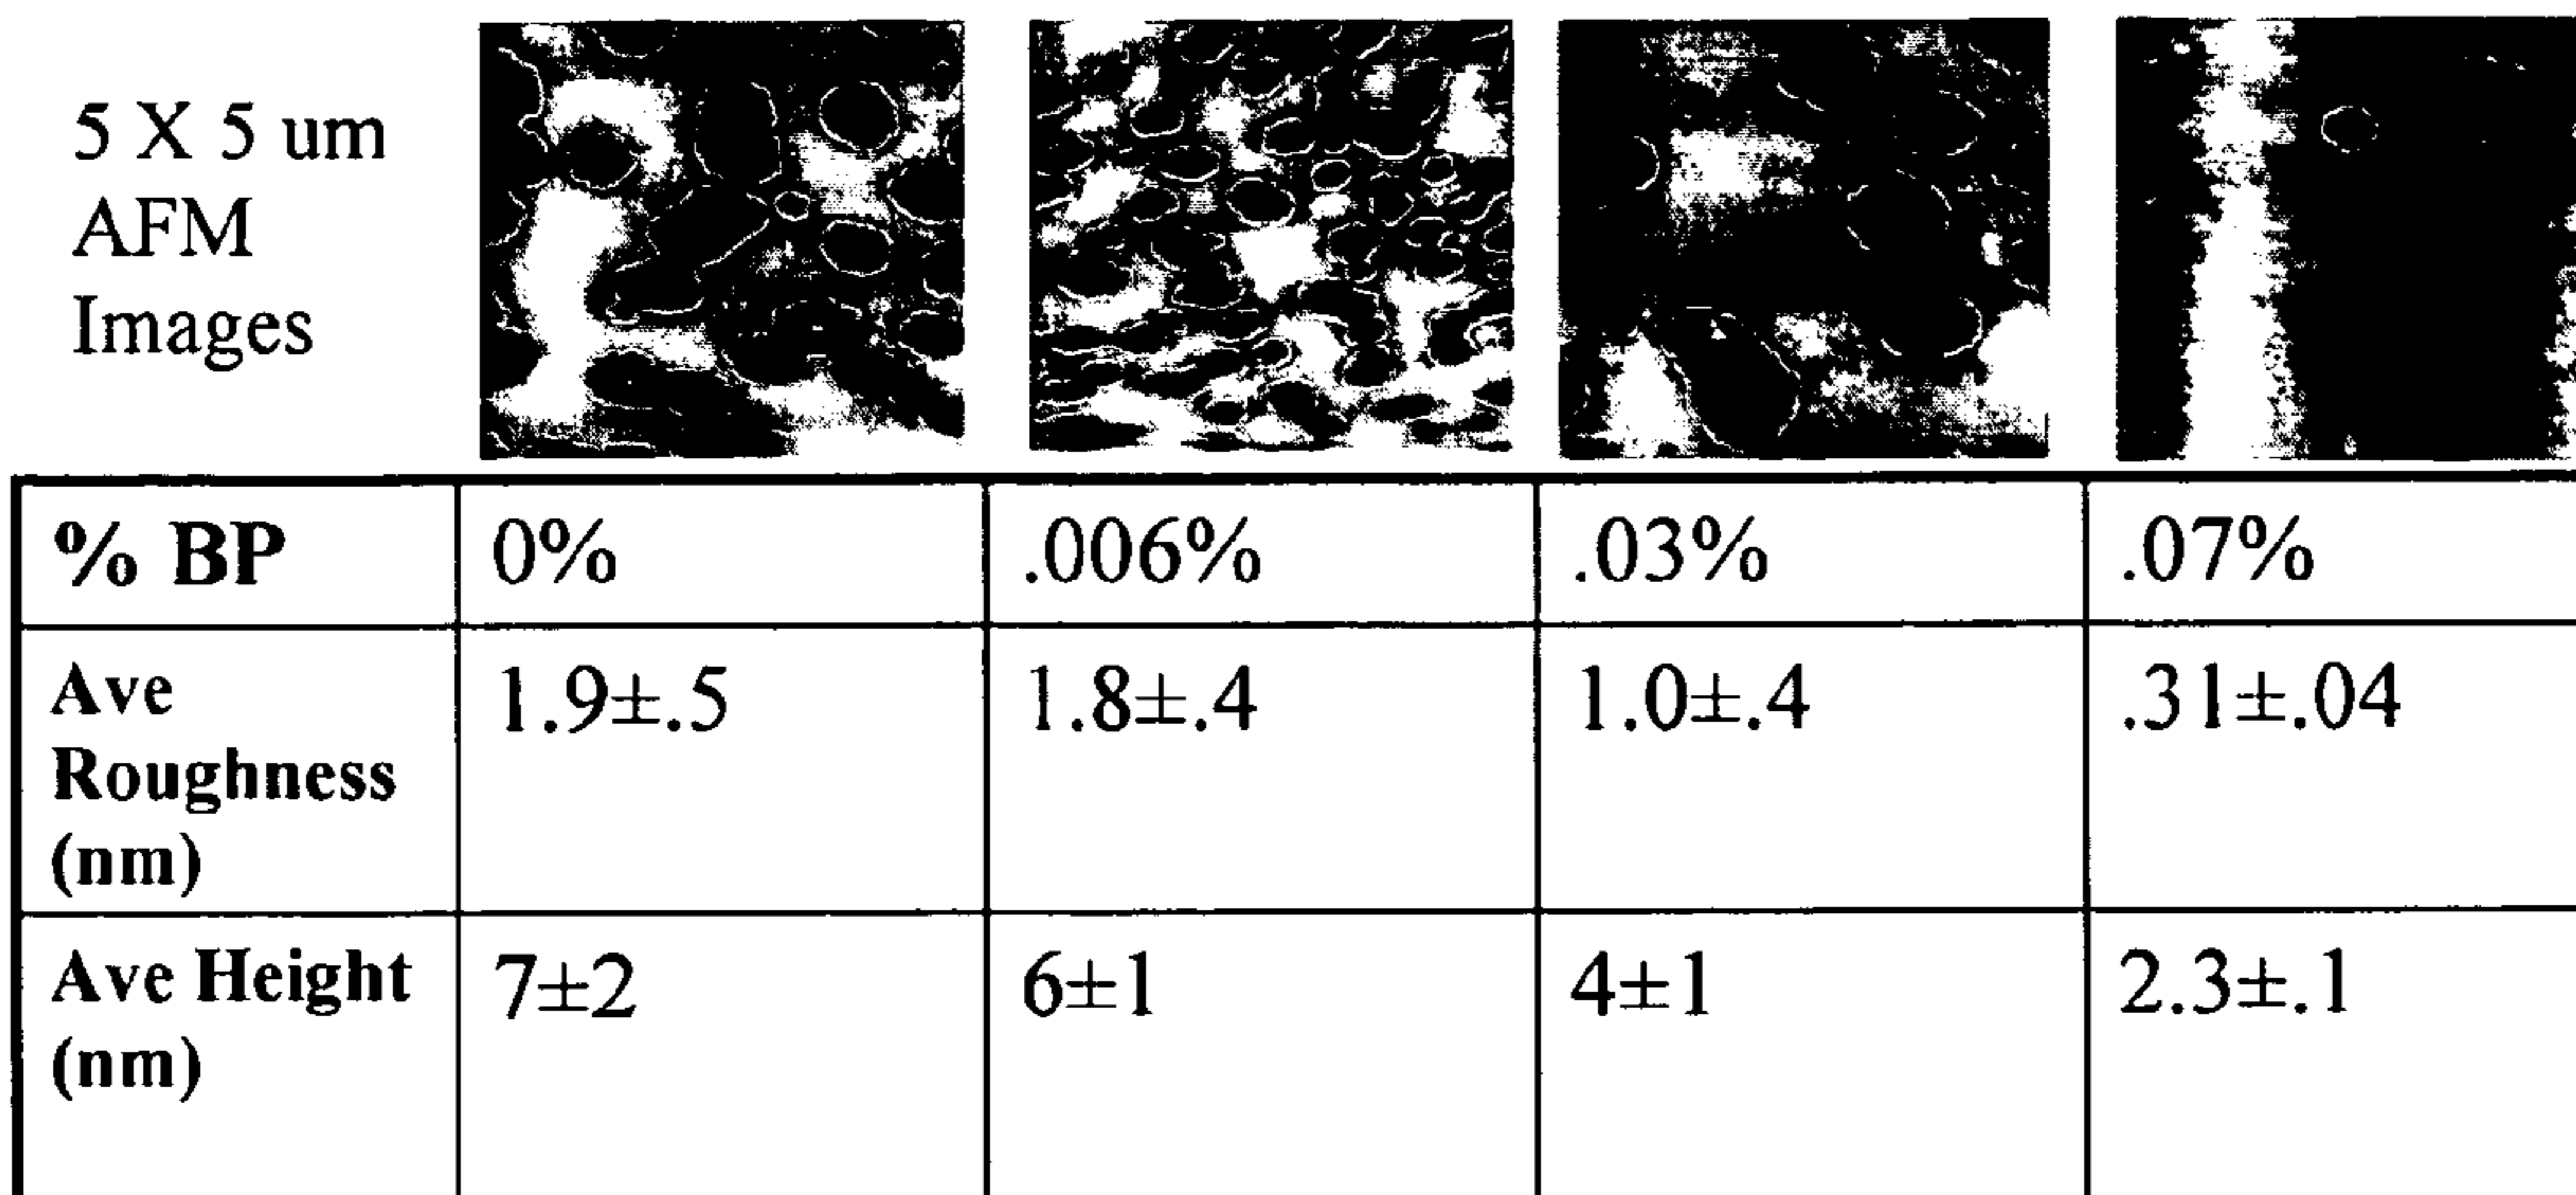 5 X 5 um
AFM
Images
% BP 0% .006% .03% .07%
Ave
Roughness
(nm) 1.9±.5 1.8±.4 1.0±.4 .31±.04
Ave Height
(nm) 7±2 6±1 4±1 2.3±.1